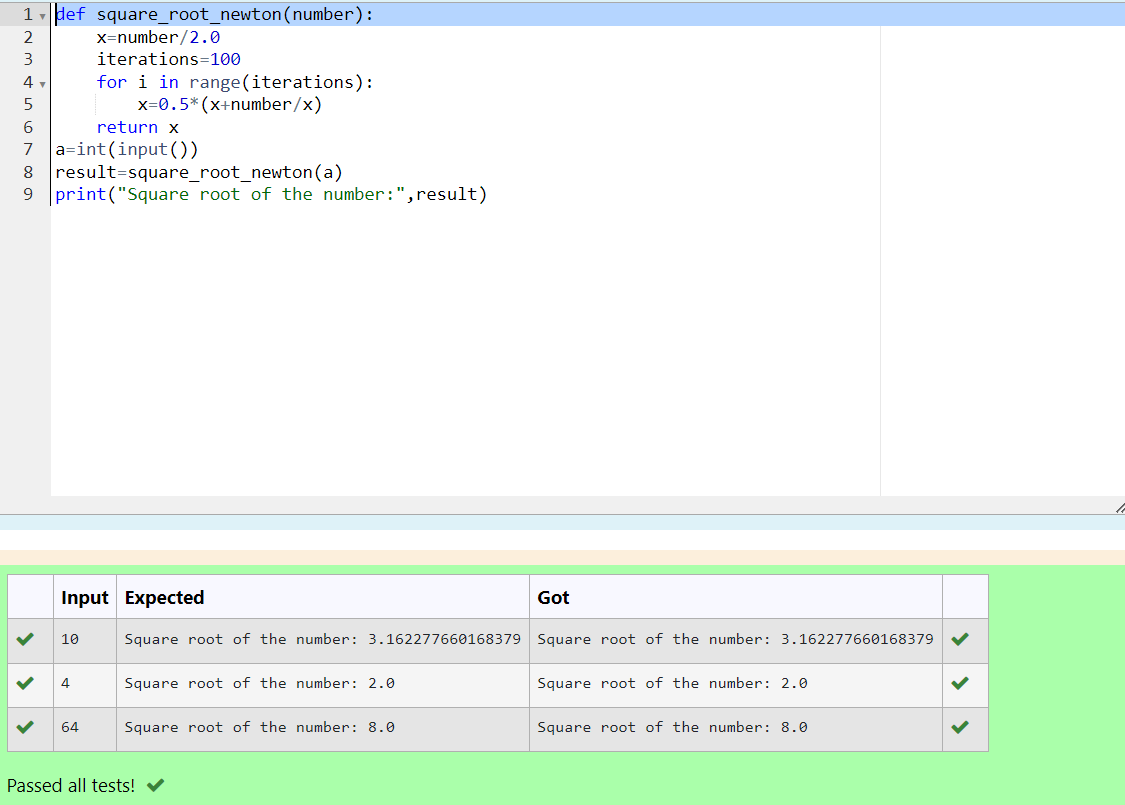 1 def square_root_newton(number):
2     x=number/2.0
3     iterations=100
4     for i in range(iterations):
5         x=0.5*(x+number/x)
6     return x
7 a=int(input())
8 result=square_root_newton(a)
9 print("Square root of the number:",result)
Input Expected Got
10 Square root of the number: 3.162277660168379 Square root of the number: 3.162277660168379
4 Square root of the number: 2.0 Square root of the number: 2.0
64 Square root of the number: 8.0 Square root of the number: 8.0
Passed all tests!